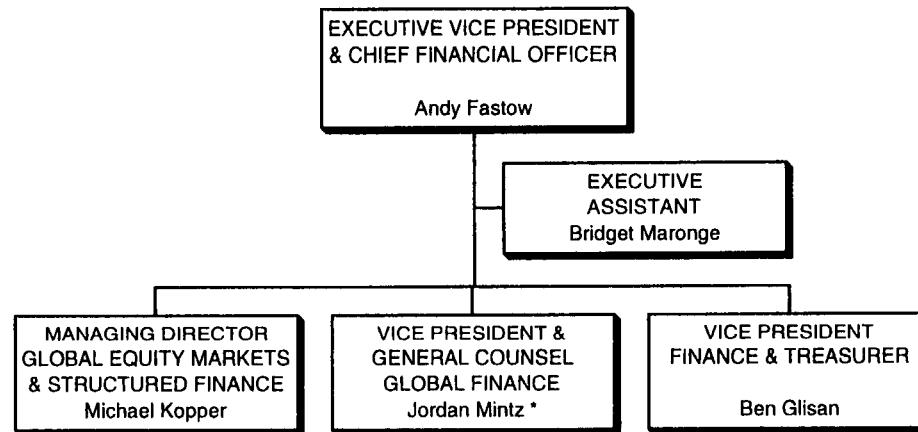 EXECUTIVE VICE PRESIDENT
& CHIEF FINANCIAL OFFICER
Andy Fastow
EXECUTIVE
ASSISTANT
Bridget Maronge
MANAGING DIRECTOR
GLOBAL EQUITY MARKETS
& STRUCTURED FINANCE
Michael Kopper
VICE PRESIDENT &
GENERAL COUNSEL
GLOBAL FINANCE
Jordan Mintz *
VICE PRESIDENT
FINANCE & TREASURER
Ben Glisan